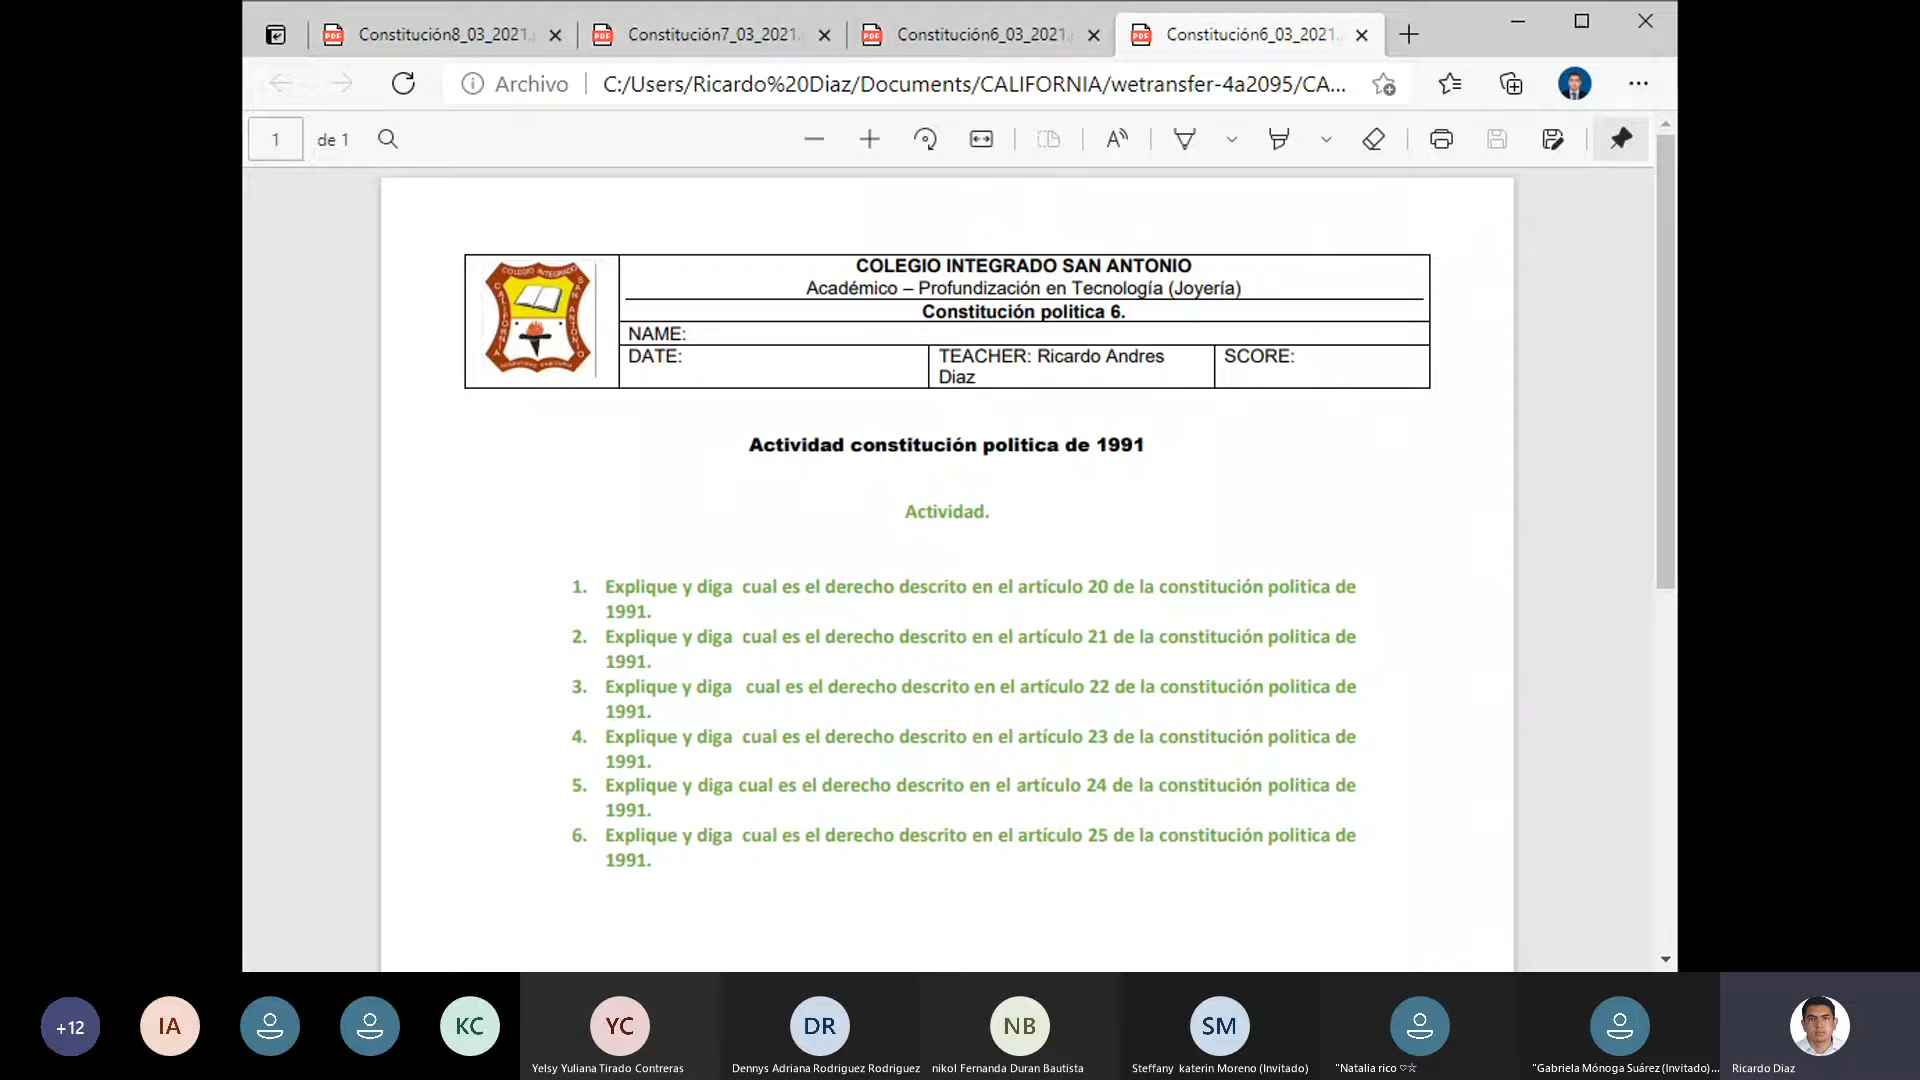 Constitución8_03_2021.
Constitución7_03_2021.
Constitución6_03_2021.
Constitución6_03_2021.
Archivo
C:/Users/Ricardo%20Diaz/Documents/CALIFORNIA/wetransfer-4a2095/CA...
1 de 1
COLEGIO INTEGRADO SAN ANTONIO
CALIFORNIA
COLEGIO INTEGRADO SAN ANTONIO
Académico – Profundización en Tecnología (Joyería)
Constitución politica 6.
NAME:
DATE:
TEACHER: Ricardo Andres
Diaz
SCORE:
Actividad constitución politica de 1991
Actividad.
1. Explique y diga cual es el derecho descrito en el artículo 20 de la constitución politica de
1991.
2. Explique y diga cual es el derecho descrito en el artículo 21 de la constitución politica de
1991.
3. Explique y diga cual es el derecho descrito en el artículo 22 de la constitución politica de
1991.
4. Explique y diga cual es el derecho descrito en el artículo 23 de la constitución politica de
1991.
5. Explique y diga cual es el derecho descrito en el artículo 24 de la constitución politica de
1991.
6. Explique y diga cual es el derecho descrito en el artículo 25 de la constitución politica de
1991.
+12
IA
KC
YC
DR
NB
SM
Yelsy Yuliana Tirado Contreras
Dennys Adriana Rodriguez Rodriguez
nikol Fernanda Duran Bautista
Steffany katerin Moreno (Invitado)
"Natalia rico ♡☆
"Gabriela Mónoga Suárez (Invitado)...
Ricardo Diaz